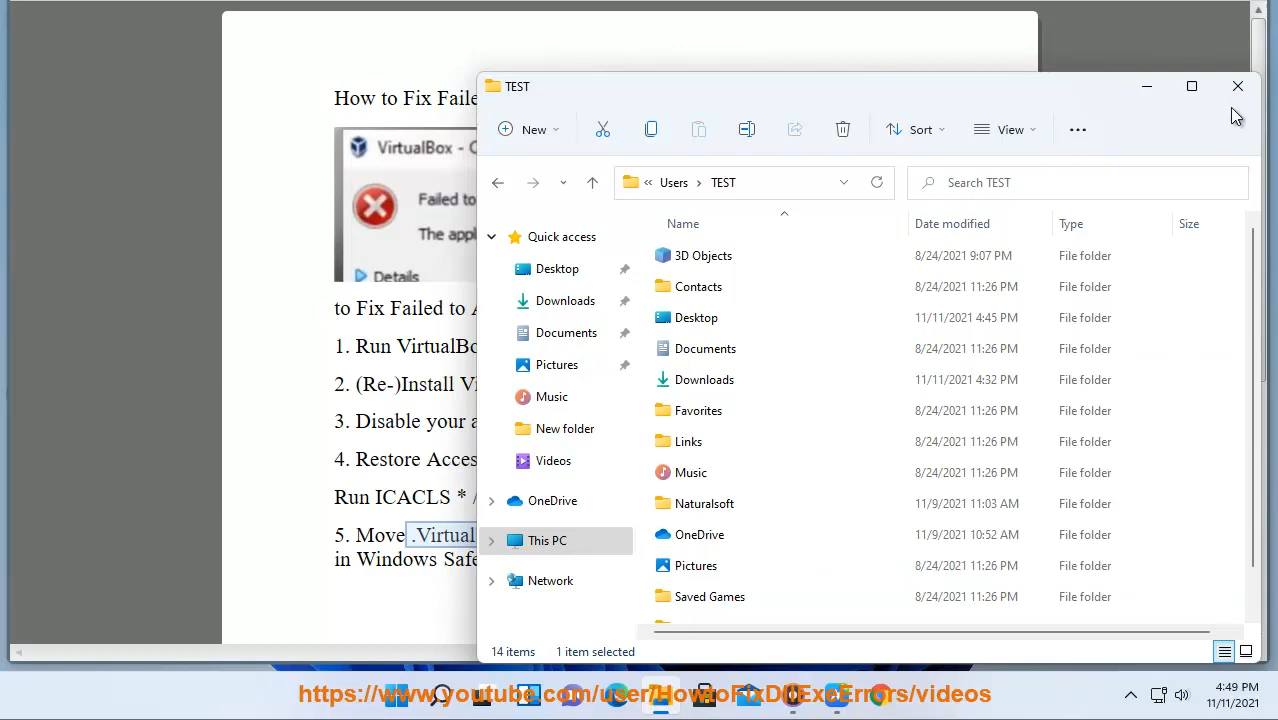 How to Fix Faile
VirtualBox - C
Failed to
The appl
Details
to Fix Failed to A
1. Run VirtualBo
2. (Re-)Install Vi
3. Disable your a
4. Restore Acces
Run ICACLS * /
5. Move .Virtual
in Windows Safe
TEST
New
Sort
View
Users
TEST
Search TEST
Name Date modified Type Size
Quick access
Desktop
Downloads
Documents
Pictures
Music
New folder
Videos
OneDrive
This PC
Network
3D Objects 8/24/2021 9:07 PM File folder
Contacts 8/24/2021 11:26 PM File folder
Desktop 11/11/2021 4:45 PM File folder
Documents 8/24/2021 11:26 PM File folder
Downloads 11/11/2021 4:32 PM File folder
Favorites 8/24/2021 11:26 PM File folder
Links 8/24/2021 11:26 PM File folder
Music 8/24/2021 11:26 PM File folder
Naturalsoft 11/9/2021 11:03 AM File folder
OneDrive 11/9/2021 10:52 AM File folder
Pictures 8/24/2021 11:26 PM File folder
Saved Games 8/24/2021 11:26 PM File folder
14 items 1 item selected
https://www.youtube.com/user/HowtoFixDllExeErrors/videos
4:49 PM
11/11/2021